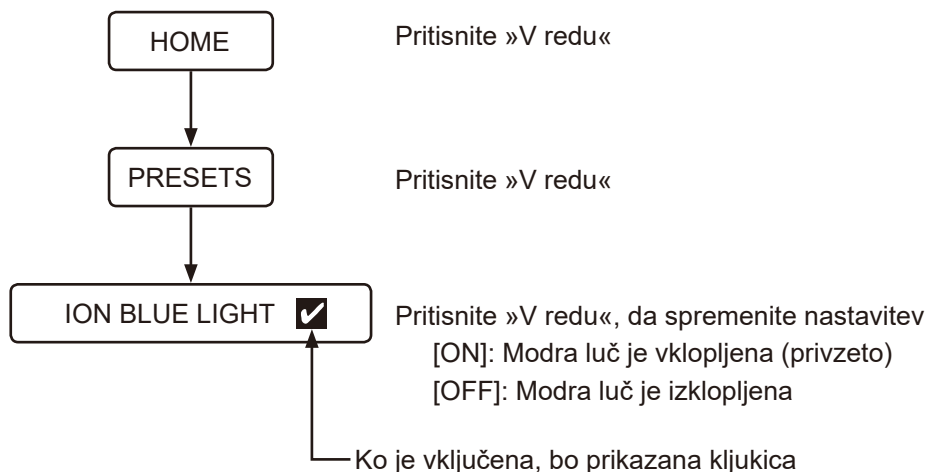 HOME
Pritisnite »V redu«
PRESETS
Pritisnite »V redu«
ION BLUE LIGHT ✔
Pritisnite »V redu«, da spremenite nastavitev
[ON]: Modra luč je vklopljena (privzeto)
[OFF]: Modra luč je izklopljena
Ko je vključena, bo prikazana kljukica